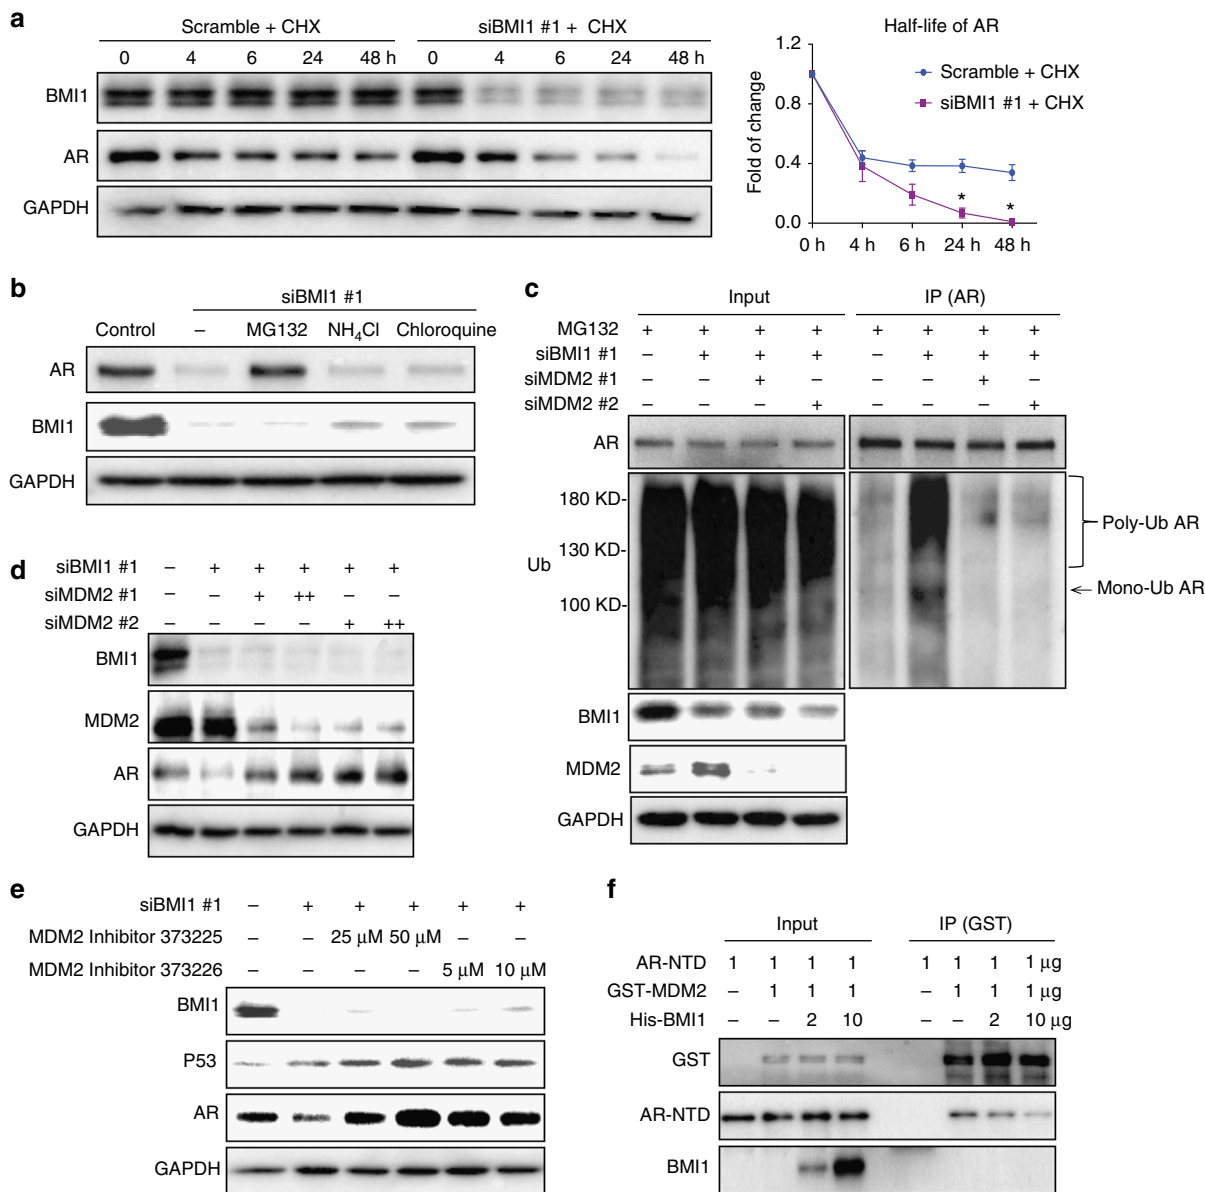 a
Scramble + CHX
siBMI1 #1 + CHX
0 4 6 24 48 h 0 4 6 24 48 h
BMI1
AR
GAPDH
Half-life of AR
Fold of change
1.2
0.8
0.4
0.0
0 h 4 h 6 h 24 h 48 h
Scramble + CHX
siBMI1 #1 + CHX
*
*
b
siBMI1 #1
Control – MG132 NH4Cl Chloroquine
AR
BMI1
GAPDH
c
Input IP (AR)
MG132 + + + + + + + +
siBMI1 #1 – + + + – + + +
siMDM2 #1 – – + – – – + –
siMDM2 #2 – – – + – – – +
AR
180 KD-
130 KD-
Ub
100 KD-
Poly-Ub AR
Mono-Ub AR
BMI1
MDM2
GAPDH
d
siBMI1 #1 – + + + + +
siMDM2 #1 – – + ++ – –
siMDM2 #2 – – – – + ++
BMI1
MDM2
AR
GAPDH
e
siBMI1 #1 – + + + + +
MDM2 Inhibitor 373225 – – 25 μM 50 μM – –
MDM2 Inhibitor 373226 – – – – 5 μM 10 μM
BMI1
P53
AR
GAPDH
f
Input IP (GST)
AR-NTD 1 1 1 1 1 1 1 1 μg
GST-MDM2 – 1 1 1 – 1 1 1 μg
His-BMI1 – – 2 10 – – 2 10 μg
GST
AR-NTD
BMI1